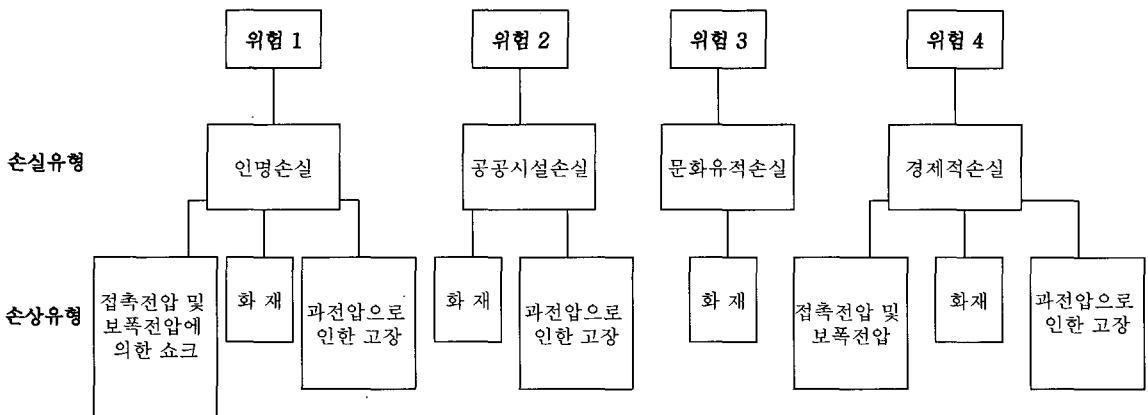 위험 1
위험 2
위험 3
위험 4
손실유형
인명손실
공공시설손실
문화유적손실
경제적손실
손상유형
접촉전압 및
보폭전압에
의한 쇼크
화 재
과전압으로
인한 고장
화 재
과전압으로
인한 고장
화 재
접촉전압 및
보폭전압
화재
과전압으로
인한 고장